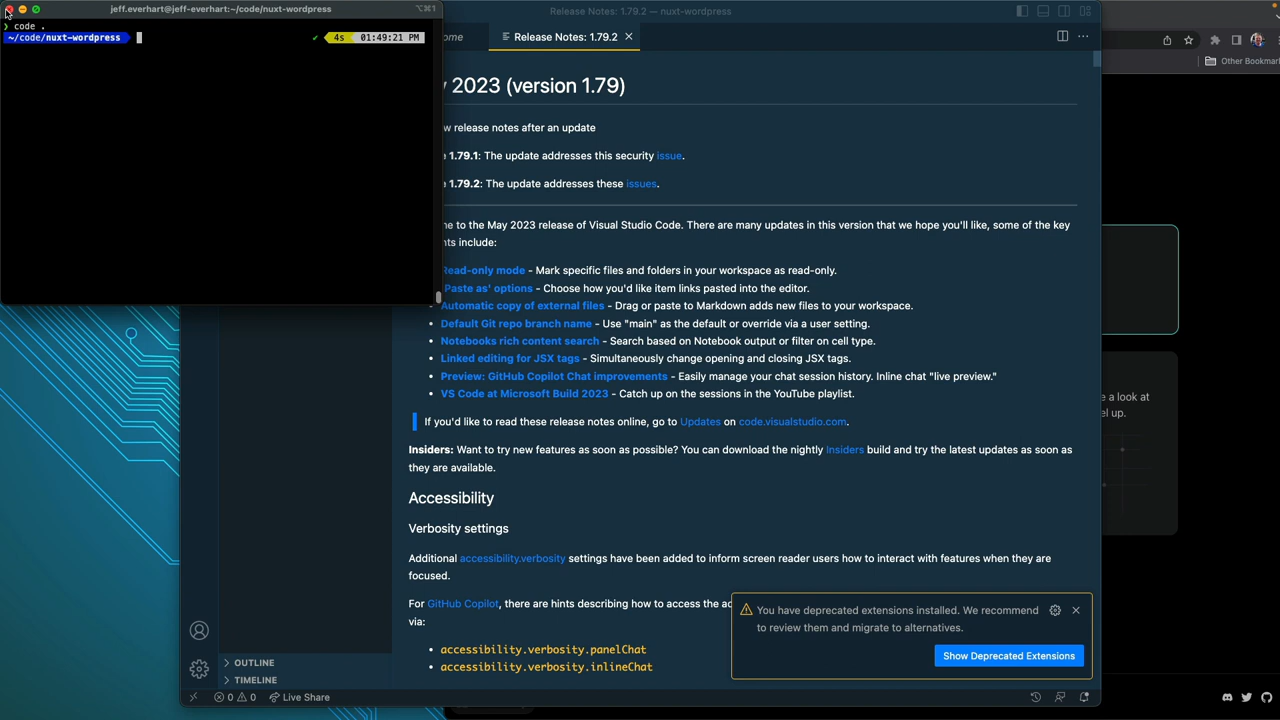 jeff.everhart@jeff-everhart:~/code/nuxt-wordpress
⌥⌘1
❯ code .
~/code/nuxt-wordpress
✔ 4s 01:49:21 PM
Release Notes: 1.79.2 — nuxt-wordpress
ome
Release Notes: 1.79.2
Other Bookmar
y 2023 (version 1.79)
w release notes after an update
e 1.79.1: The update addresses this security issue.
e 1.79.2: The update addresses these issues.
me to the May 2023 release of Visual Studio Code. There are many updates in this version that we hope you'll like, some of the key
nts include:
Read-only mode - Mark specific files and folders in your workspace as read-only.
Paste as' options - Choose how you'd like item links pasted into the editor.
Automatic copy of external files - Drag or paste to Markdown adds new files to your workspace.
Default Git repo branch name - Use "main" as the default or override via a user setting.
Notebooks rich content search - Search based on Notebook output or filter on cell type.
Linked editing for JSX tags - Simultaneously change opening and closing JSX tags.
Preview: GitHub Copilot Chat improvements - Easily manage your chat session history. Inline chat "live preview."
VS Code at Microsoft Build 2023 - Catch up on the sessions in the YouTube playlist.
If you'd like to read these release notes online, go to Updates on code.visualstudio.com.
Insiders: Want to try new features as soon as possible? You can download the nightly Insiders build and try the latest updates as soon as
they are available.
Accessibility
Verbosity settings
Additional accessibility.verbosity settings have been added to inform screen reader users how to interact with features when they are
focused.
For GitHub Copilot, there are hints describing how to access the ac
via:
accessibility.verbosity.panelChat
accessibility.verbosity.inlineChat
You have deprecated extensions installed. We recommend
to review them and migrate to alternatives.
Show Deprecated Extensions
e a look at
el up.
OUTLINE
TIMELINE
0 0 Live Share